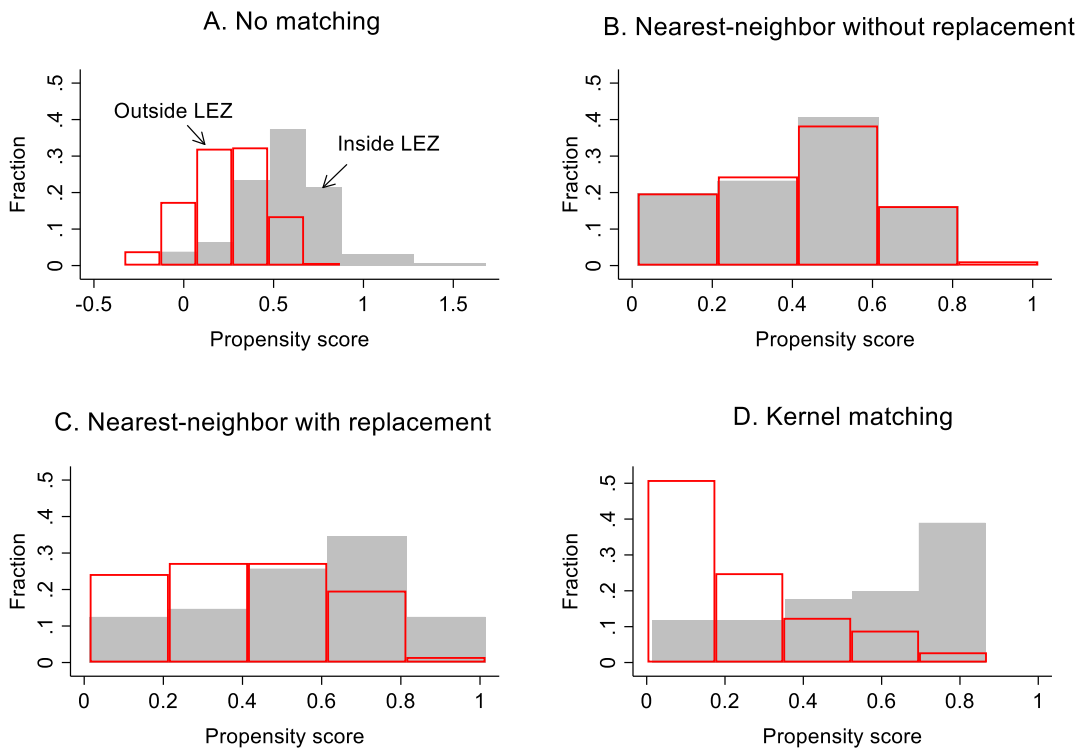 A. No matching
.5
.4
.3
.2
.1
0
Fraction
Outside LEZ
Inside LEZ
-0.5 0 0.5 1 1.5
Propensity score
B. Nearest-neighbor without replacement
.5
.4
.3
.2
.1
0
Fraction
0 0.2 0.4 0.6 0.8 1
Propensity score
C. Nearest-neighbor with replacement
.5
.4
.3
.2
.1
0
Fraction
0 0.2 0.4 0.6 0.8 1
Propensity score
D. Kernel matching
.5
.4
.3
.2
.1
0
Fraction
0 0.2 0.4 0.6 0.8 1
Propensity score